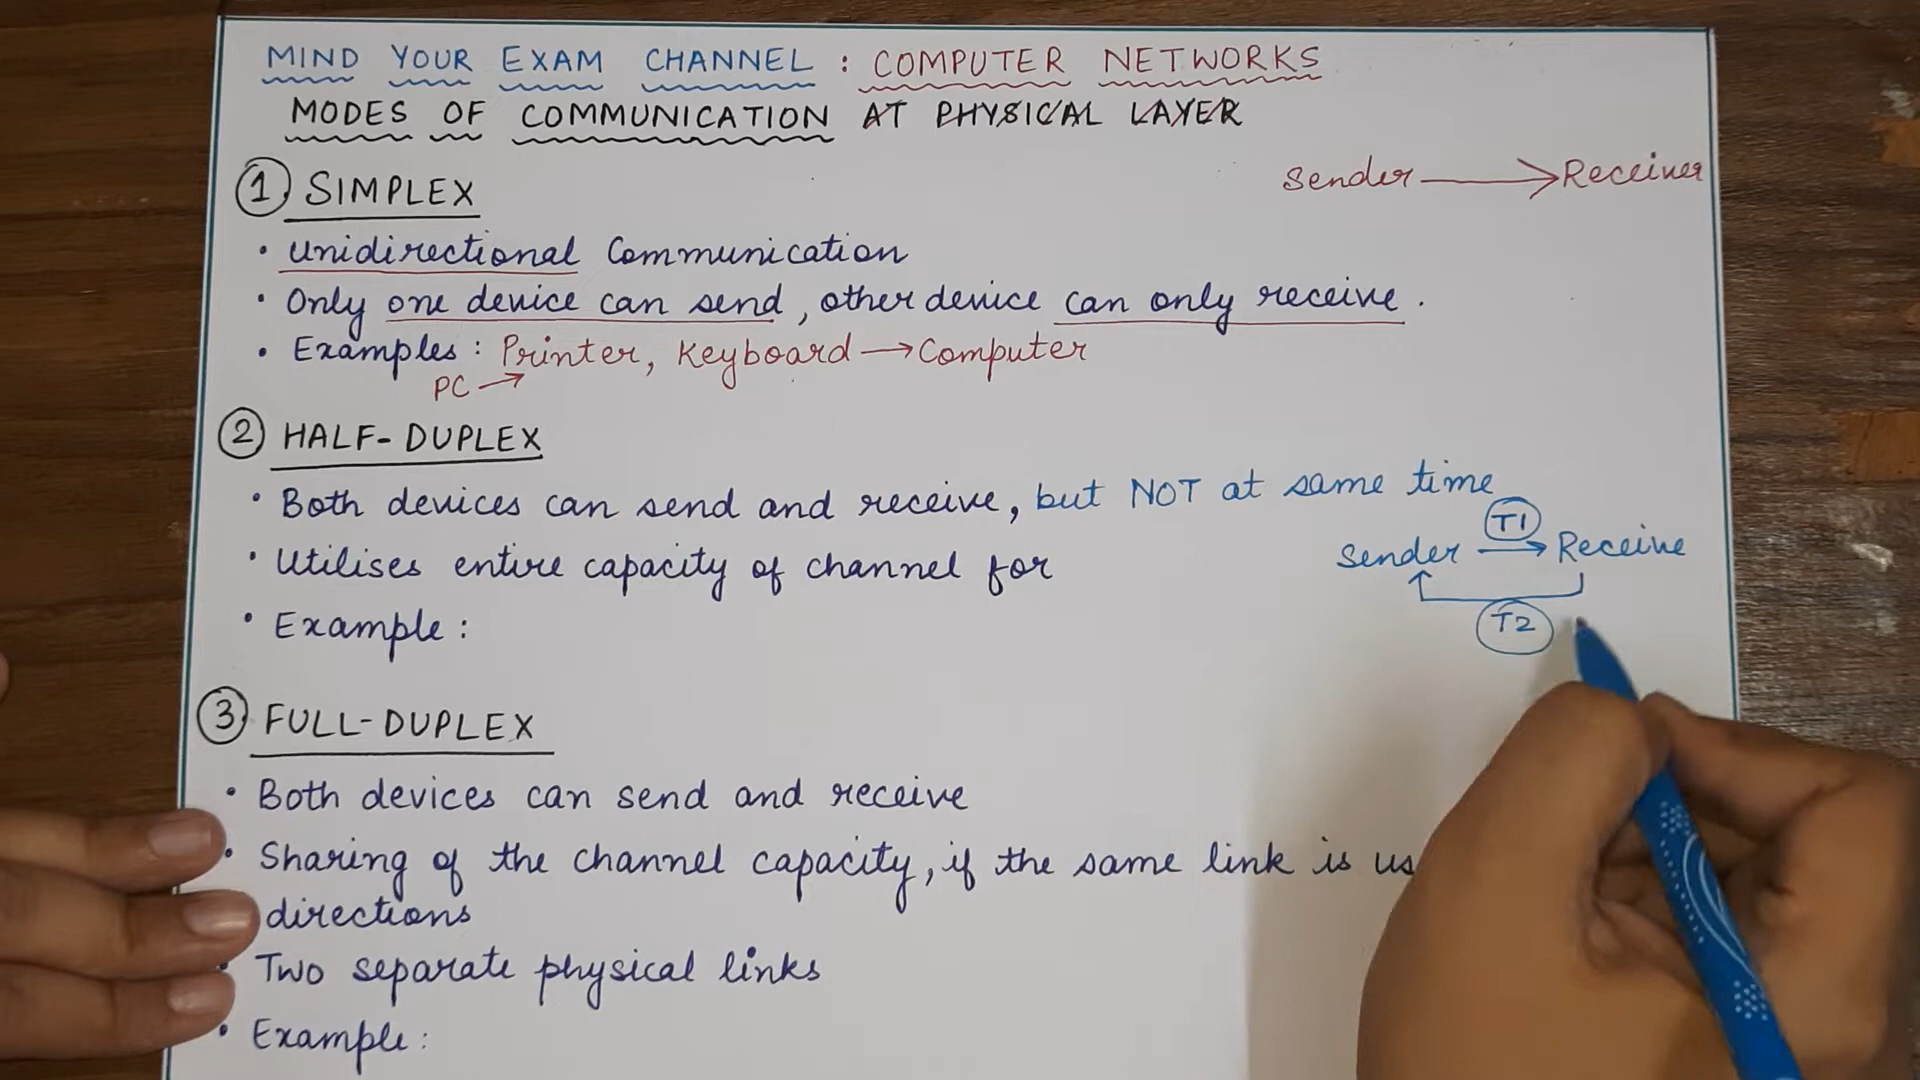 MIND YOUR EXAM CHANNEL : COMPUTER NETWORKS
MODES OF COMMUNICATION AT PHYSICAL LAYER
① SIMPLEX
Sender → Receiver
• Unidirectional Communication
• Only one device can send, other device can only receive.
• Examples : Printer, Keyboard → Computer
PC →
② HALF-DUPLEX
• Both devices can send and receive, but NOT at same time
T1
Sender → Receive
• Utilises entire capacity of channel for
T2
• Example :
③ FULL-DUPLEX
• Both devices can send and receive
• Sharing of the channel capacity, if the same link is us
directions
• Two separate physical links
• Example :